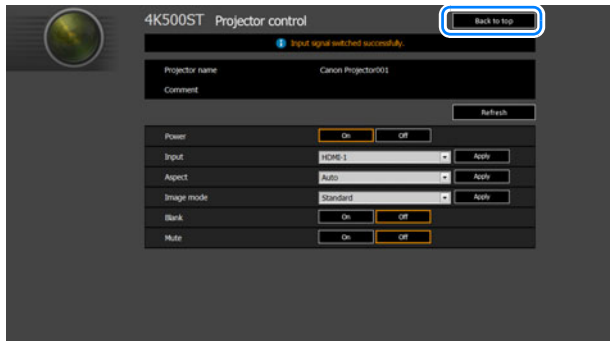 4K500ST Projector control Back to top
Input signal switched successfully.
Projector name Canon Projector001
Comment
Refresh
Power On Off
Input HDMI-1 Apply
Aspect Auto Apply
Image mode Standard Apply
Blank On Off
Mute On Off